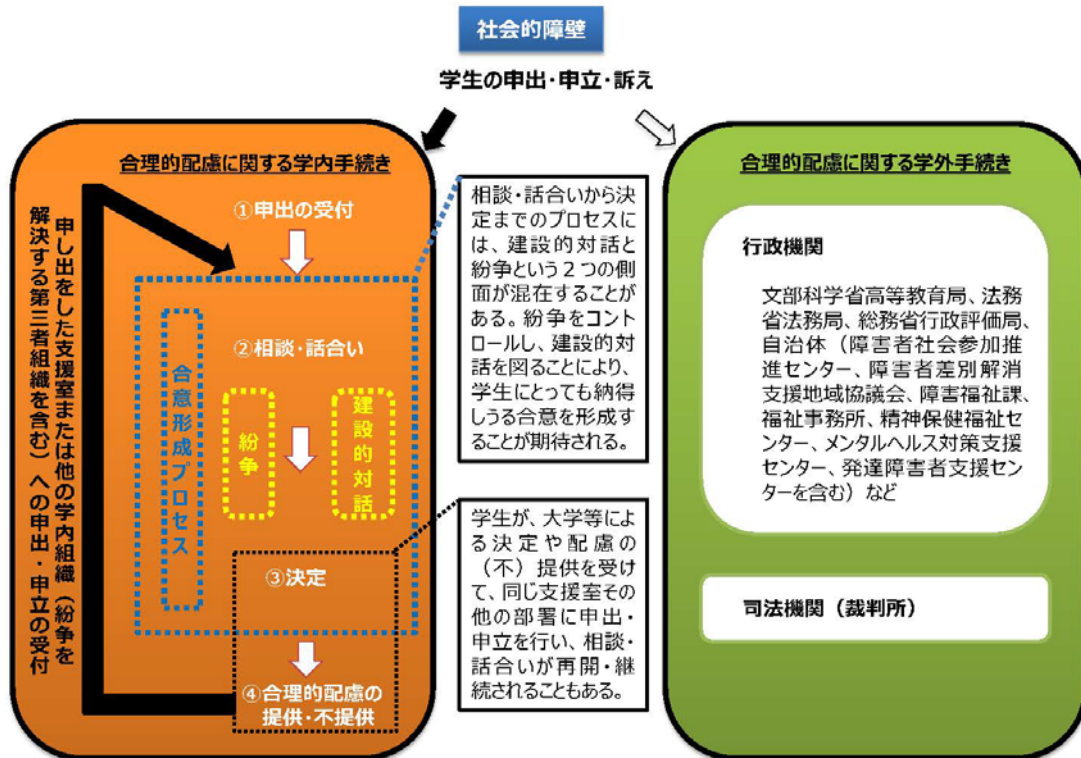 社会的障壁
学生の申出・申立・訴え
合理的配慮に関する学内手続き
申し出をした支援室または他の学内組織（紛争を
解決する第三者組織を含む）への申出・申立の受付
①申出の受付
②相談・話合い
合意形成プロセス
紛争
建設的対話
③決定
④合理的配慮の
提供・不提供
相談・話合いから決
定までのプロセスに
は、建設的対話と
紛争という２つの側
面が混在することが
ある。紛争をコント
ロールし、建設的対
話を図ることにより、
学生にとっても納得
しうる合意を形成す
ることが期待される。
学生が、大学等によ
る決定や配慮の
（不）提供を受け
て、同じ支援室その
他の部署に申出・
申立を行い、相談・
話合いが再開・継
続されることもある。
合理的配慮に関する学外手続き
行政機関
文部科学省高等教育局、法務
省法務局、総務省行政評価局、
自治体（障害者社会参加推
進センター、障害者差別解消
支援地域協議会、障害福祉課、
福祉事務所、精神保健福祉セ
ンター、メンタルヘルス対策支援
センター、発達障害者支援セン
ターを含む）など
司法機関（裁判所）